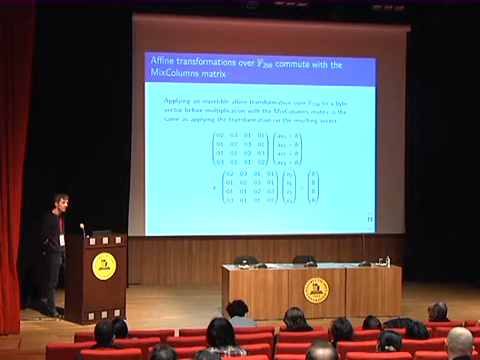 Affine transformations over F₂₅₆ commute with the
MixColumns matrix
Applying an invertible affine transformation over F₂₅₆ to a byte
vector before multiplication with the MixColumns matrix is the
same as applying the transformation on the resulting vector:
02 03 01 01
01 02 03 01
01 01 02 03
03 01 01 02
02 03 01 01
01 02 03 01
01 01 02 03
03 01 01 02